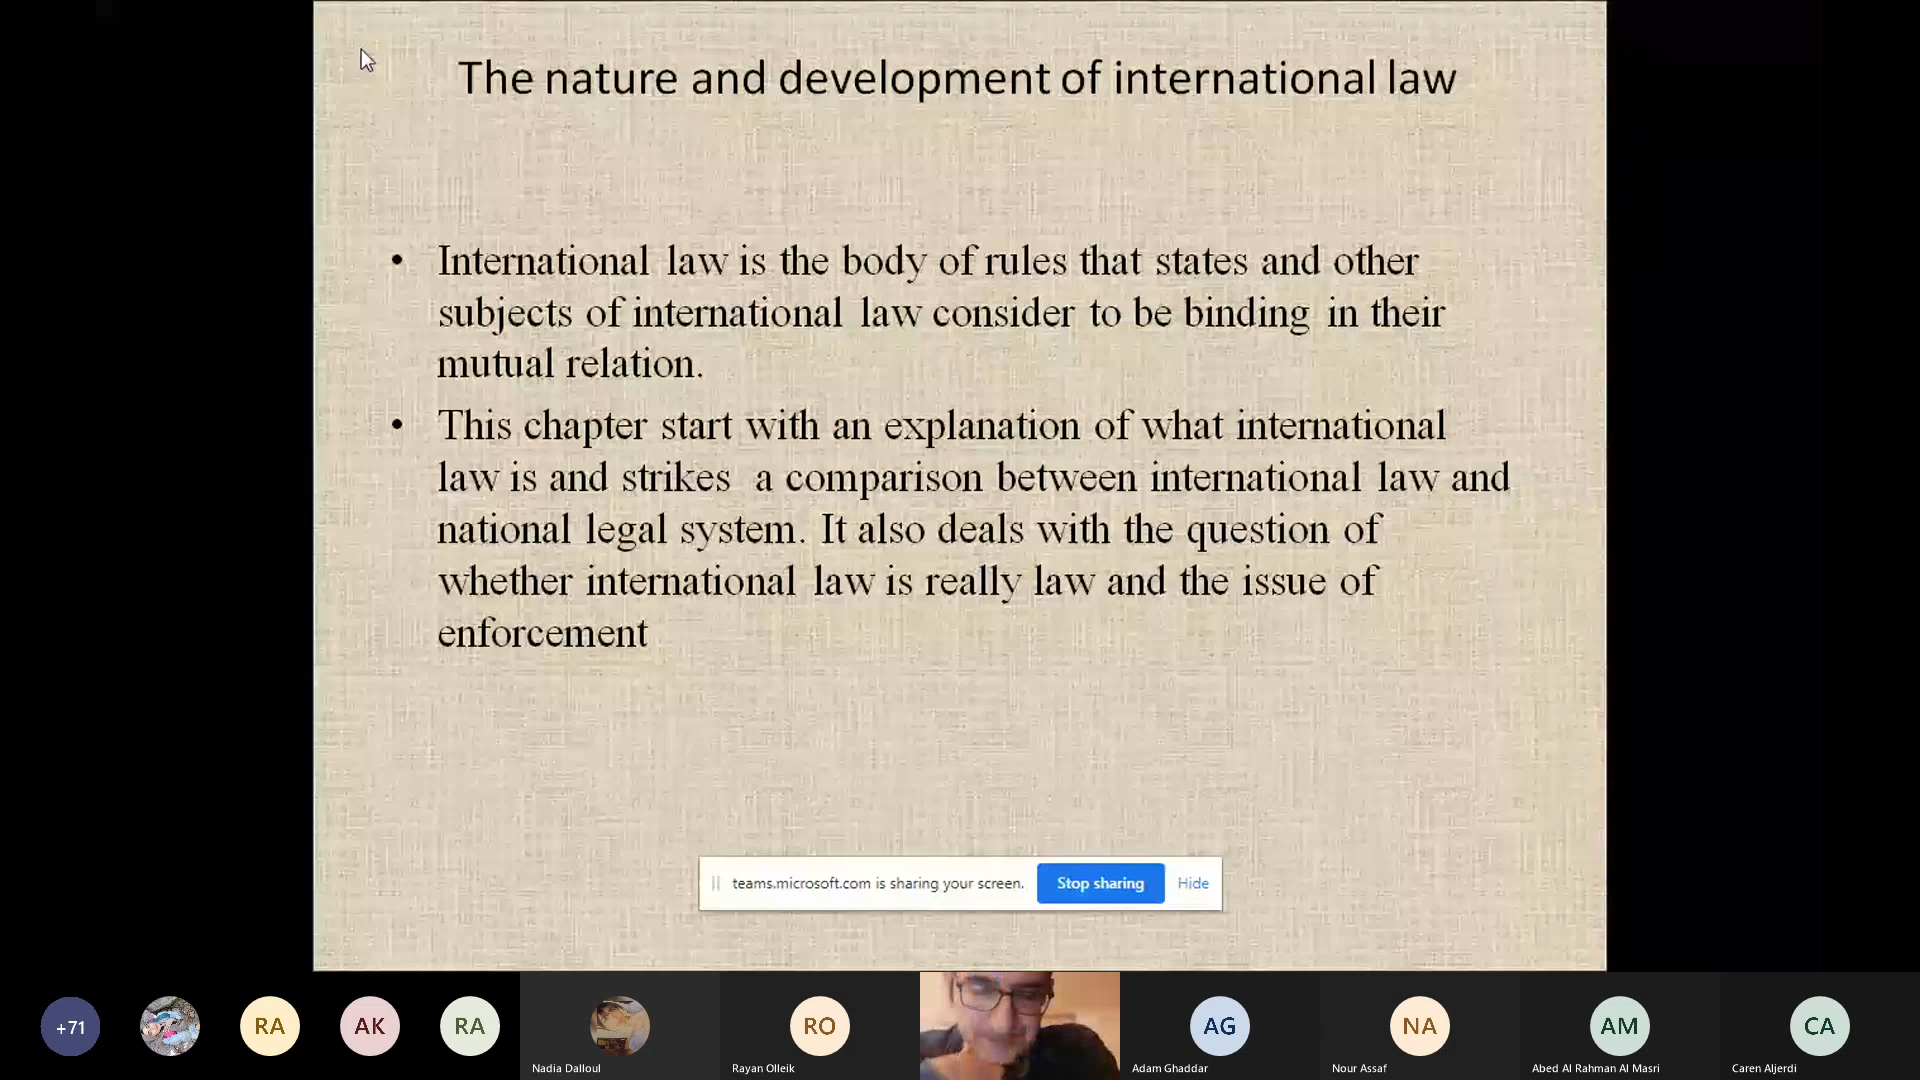 The nature and development of international law
• International law is the body of rules that states and other
subjects of international law consider to be binding in their
mutual relation.
• This chapter start with an explanation of what international
law is and strikes a comparison between international law and
national legal system. It also deals with the question of
whether international law is really law and the issue of
enforcement
teams.microsoft.com is sharing your screen. Stop sharing Hide
+71 RA AK RA RO AG NA AM CA
Nadia Dalloul Rayan Olleik Adam Ghaddar Nour Assaf Abed Al Rahman Al Masri Caren Aljerdi